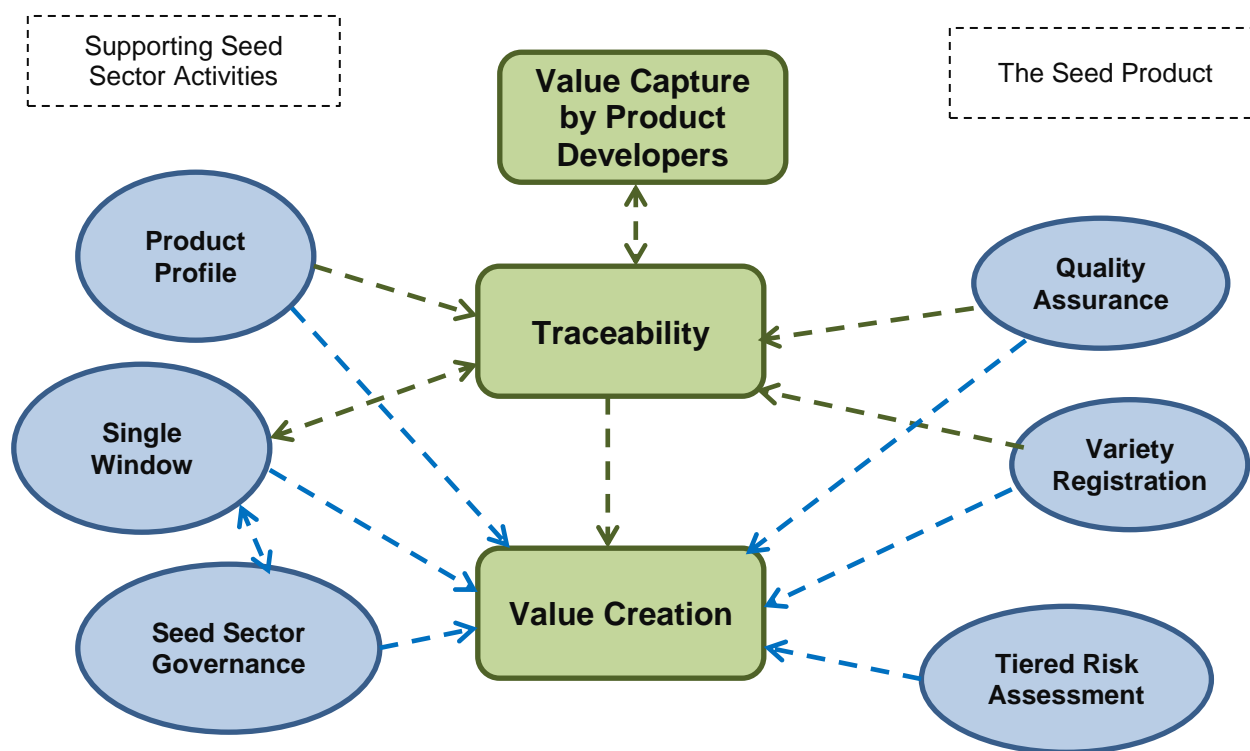 Supporting Seed
Sector Activities
Value Capture
by Product
Developers
The Seed Product
Product
Profile
Traceability
Quality
Assurance
Single
Window
Variety
Registration
Seed Sector
Governance
Value Creation
Tiered Risk
Assessment